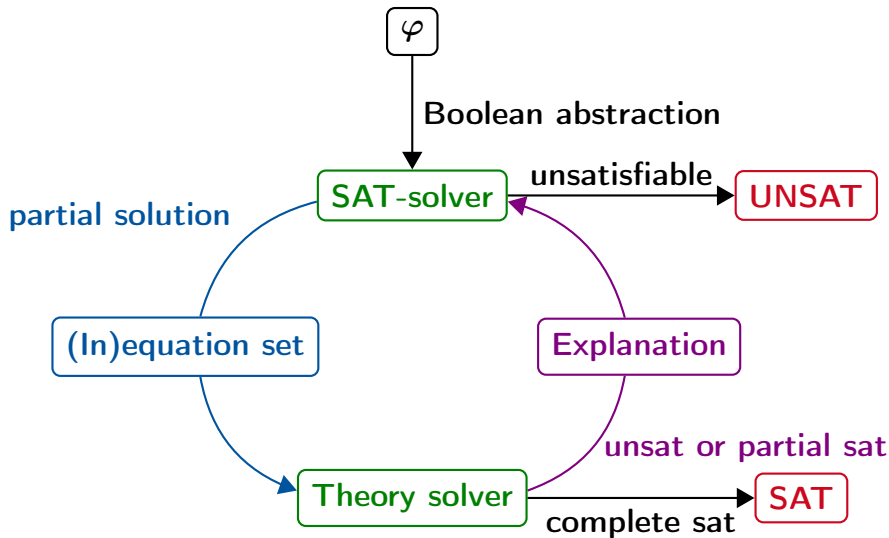 φ
Boolean abstraction
SAT-solver
unsatisfiable
UNSAT
partial solution
(In)equation set
Explanation
unsat or partial sat
Theory solver
complete sat
SAT